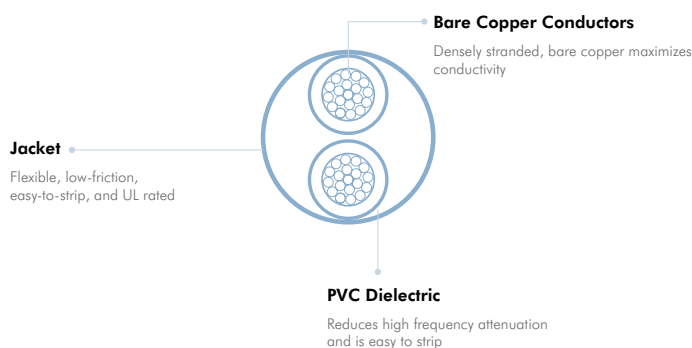 Bare Copper Conductors
Densely stranded, bare copper maximizes
conductivity
Jacket
Flexible, low-friction,
easy-to-strip, and UL rated
PVC Dielectric
Reduces high frequency attenuation
and is easy to strip